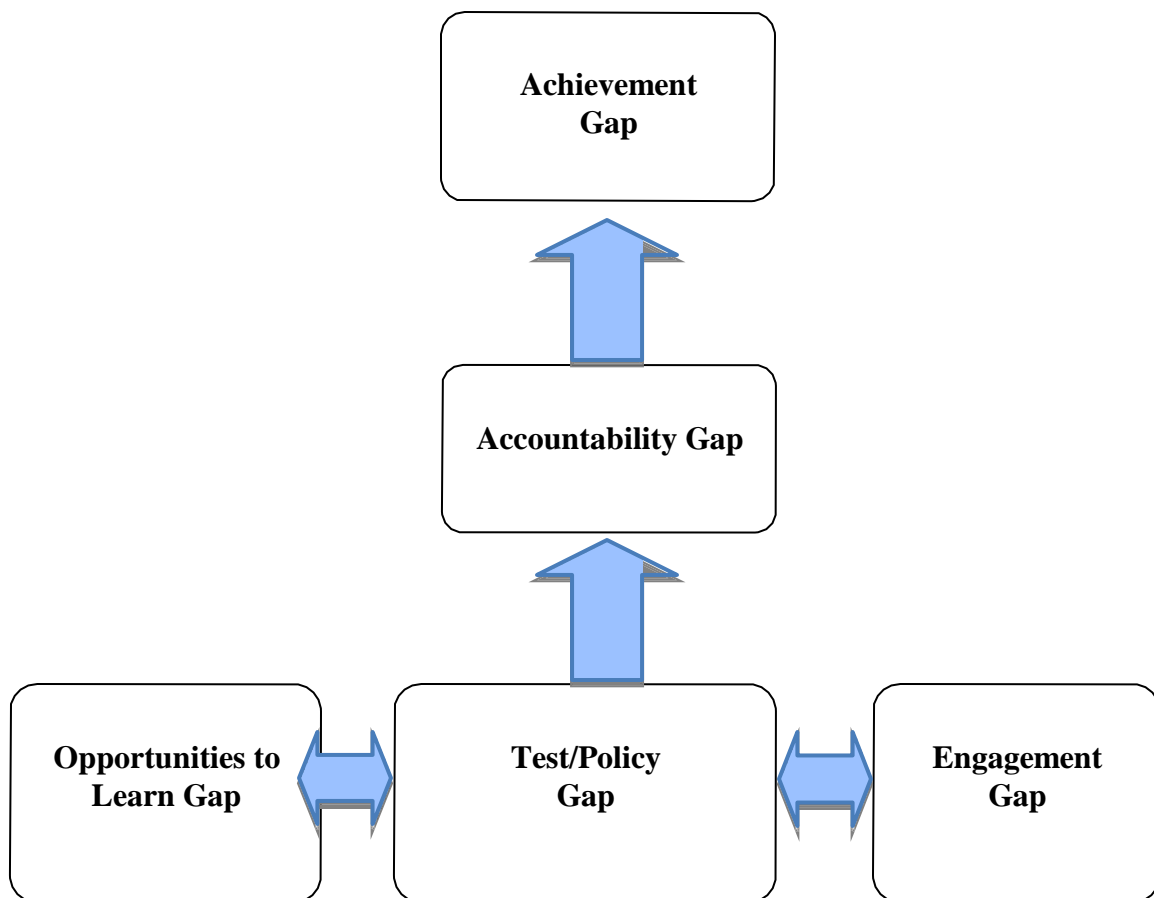 Achievement
Gap
Accountability Gap
Opportunities to
Learn Gap
Test/Policy
Gap
Engagement
Gap